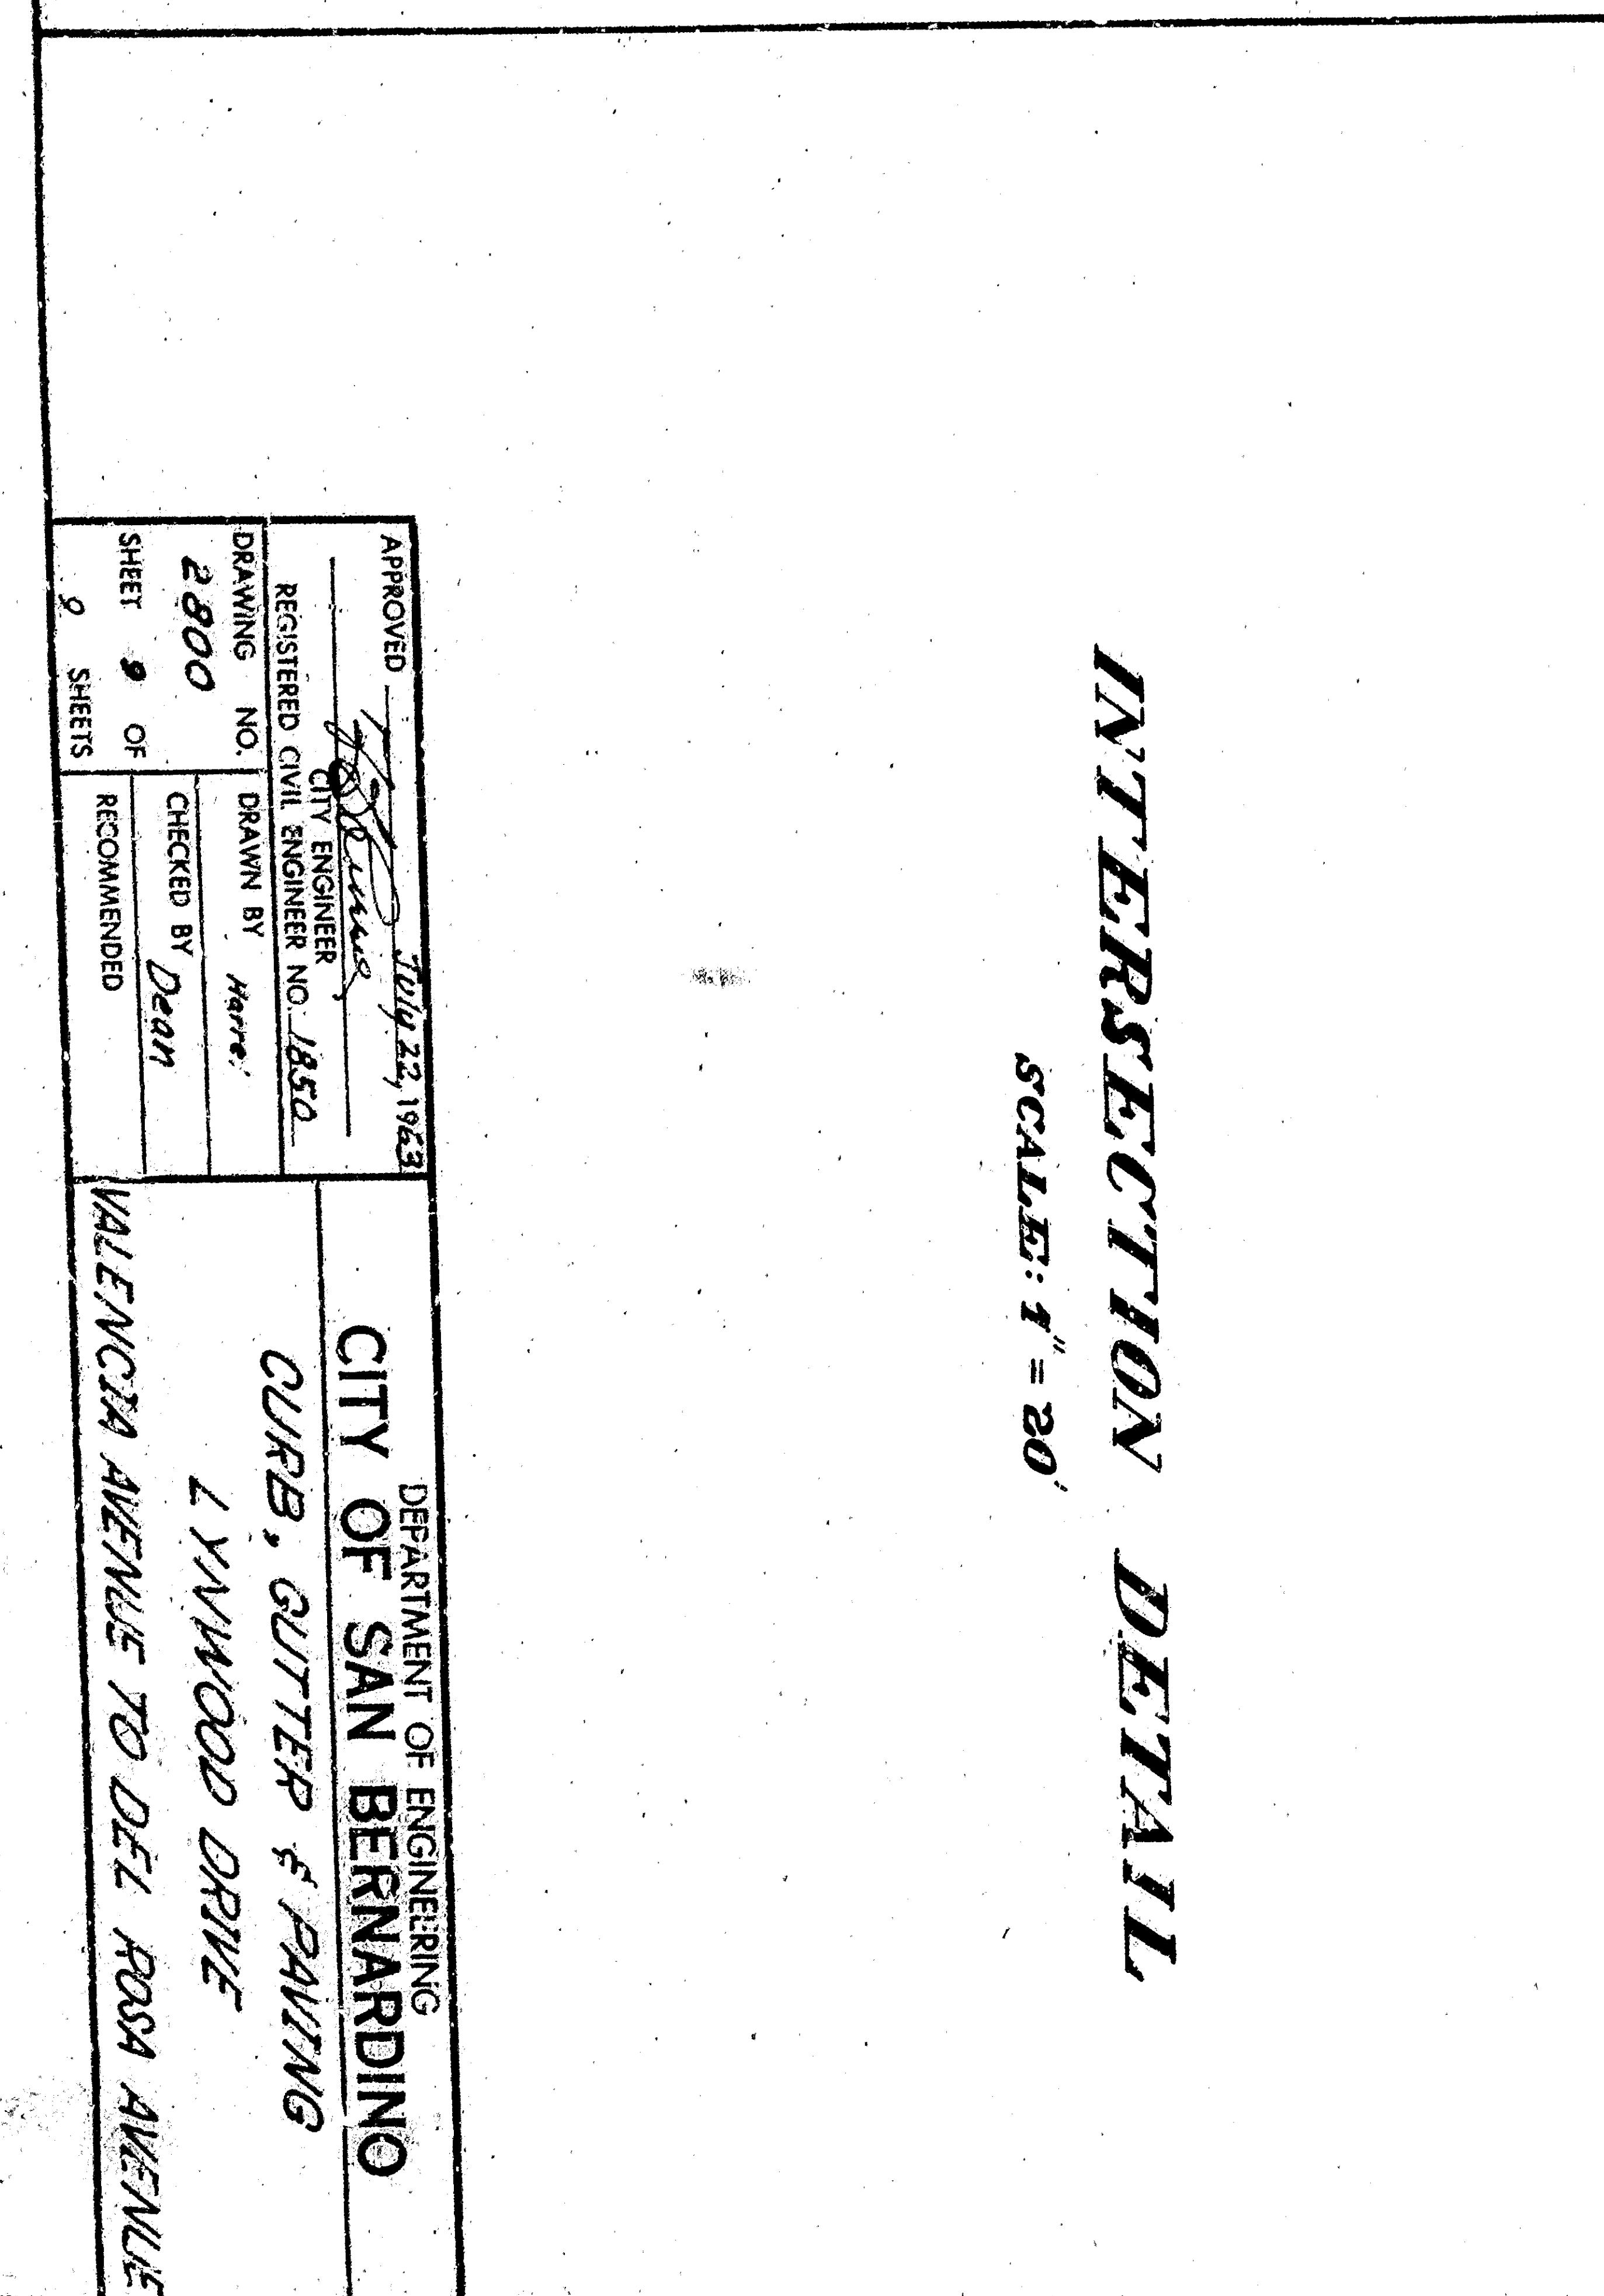 INTERSECTION DETAIL
SCALE: 1" = 20'
APPROVED July 22, 1963
CITY ENGINEER
REGISTERED CIVIL ENGINEER NO. 1850
DRAWING NO.
2800
SHEET 9 OF
9 SHEETS
DRAWN BY
CHECKED BY Dean
RECOMMENDED
DEPARTMENT OF ENGINEERING
CITY OF SAN BERNARDINO
CURB, GUTTER & PAVING
LYNWOOD DRIVE
VALENCIA AVENUE TO DEL ROSA AVENUE